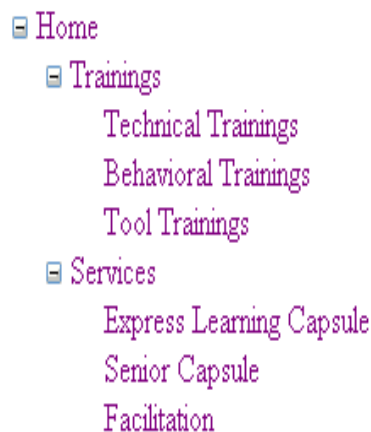 Home
Trainings
Technical Trainings
Behavioral Trainings
Tool Trainings
Services
Express Learning Capsule
Senior Capsule
Facilitation